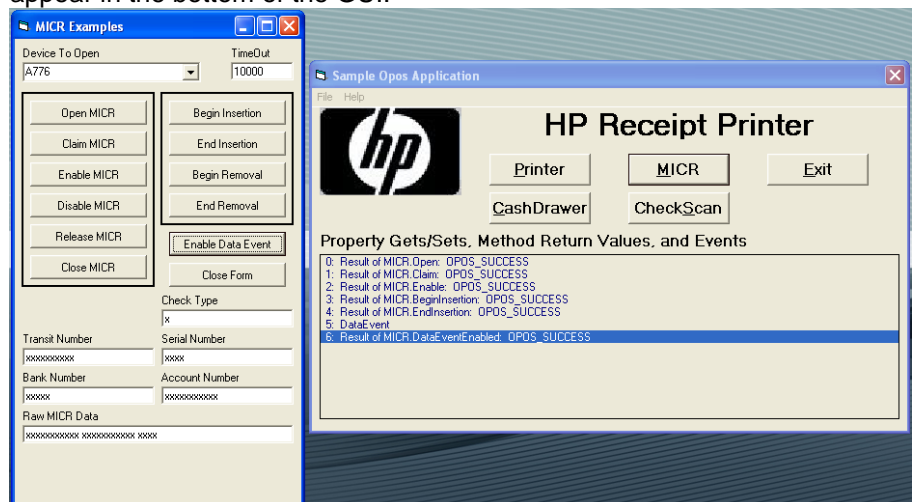 MICR Examples
Device To Open
TimeOut
A776
10000
Open MICR
Begin Insertion
Claim MICR
End Insertion
Enable MICR
Begin Removal
Disable MICR
End Removal
Release MICR
Enable Data Event
Close MICR
Close Form
Check Type
x
Transit Number
Serial Number
xxxxxxxxx
xxxx
Bank Number
Account Number
xxxxx
xxxxxxxxxxx
Raw MICR Data
xxxxxxxxxxx xxxxxxxxxxx xxxx
Sample Opos Application
File Help
hp
HP Receipt Printer
Printer
MICR
Exit
CashDrawer
CheckScan
Property Gets/Sets, Method Return Values, and Events
0: Result of MICR.Open: OPOS_SUCCESS
1: Result of MICR.Claim: OPOS_SUCCESS
2: Result of MICR.Enable: OPOS_SUCCESS
3: Result of MICR.BeginInsertion: OPOS_SUCCESS
4: Result of MICR.EndInsertion: OPOS_SUCCESS
5: DataEvent
6: Result of MICR.DataEventEnabled: OPOS_SUCCESS